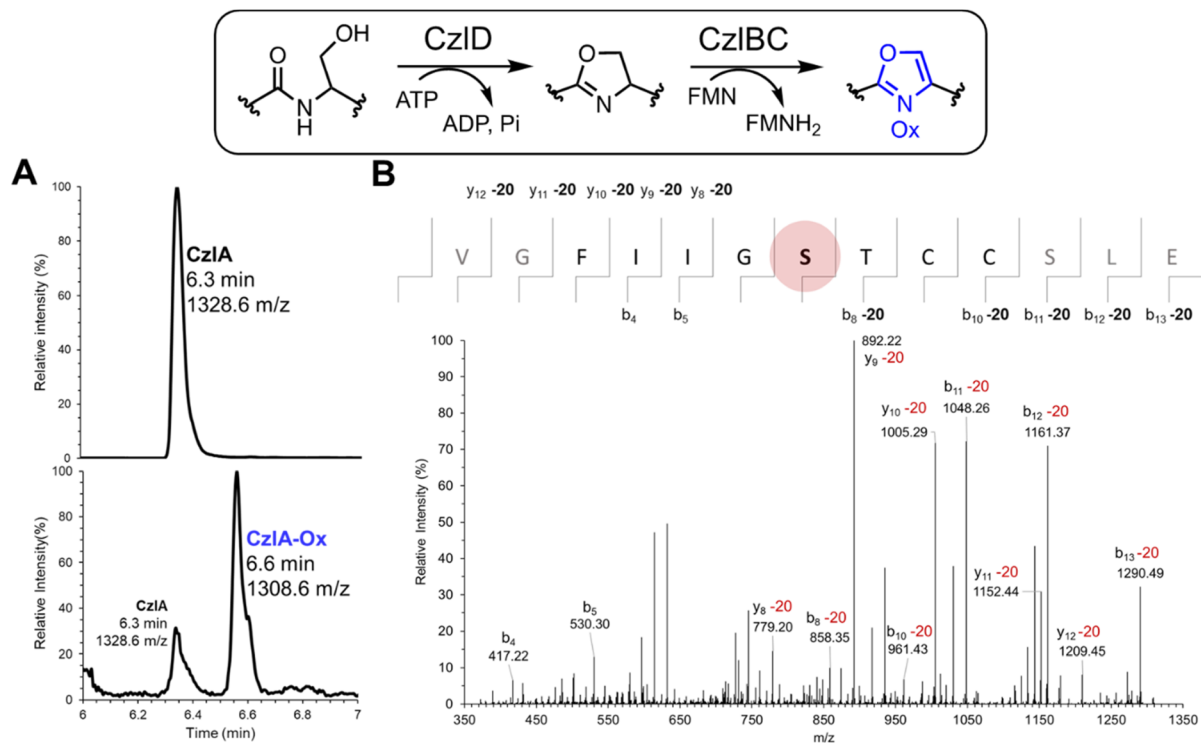 OH
O
N
H
CzlD
ATP
ADP, Pi
O
N
CzlBC
FMN
FMNH2
O
N
Ox
A
Relative intensity (%)
100
80
60
40
20
0
CzlA
6.3 min
1328.6 m/z
Relative Intensity(%)
100
80
60
40
20
0
CzlA
6.3 min
1328.6 m/z
CzlA-Ox
6.6 min
1308.6 m/z
6 6.2 6.4 6.6 6.8 7
Time (min)
B
y12 -20 y11 -20 y10 -20 y9 -20 y8 -20
V G F I I G S T C C S L E
b4 b5 b8-20 b10-20 b11-20 b12-20 b13-20
Relative Intensity (%)
100
90
80
70
60
50
40
30
20
10
0
b4
417.22
b5
530.30
y8 -20
779.20
b8 -20
858.35
892.22
y9 -20
b10 -20
961.43
y10 -20
1005.29
b11 -20
1048.26
y11 -20
1152.44
b12 -20
1161.37
y12 -20
1209.45
b13 -20
1290.49
350 450 550 650 750 850 950 1050 1150 1250 1350
m/z